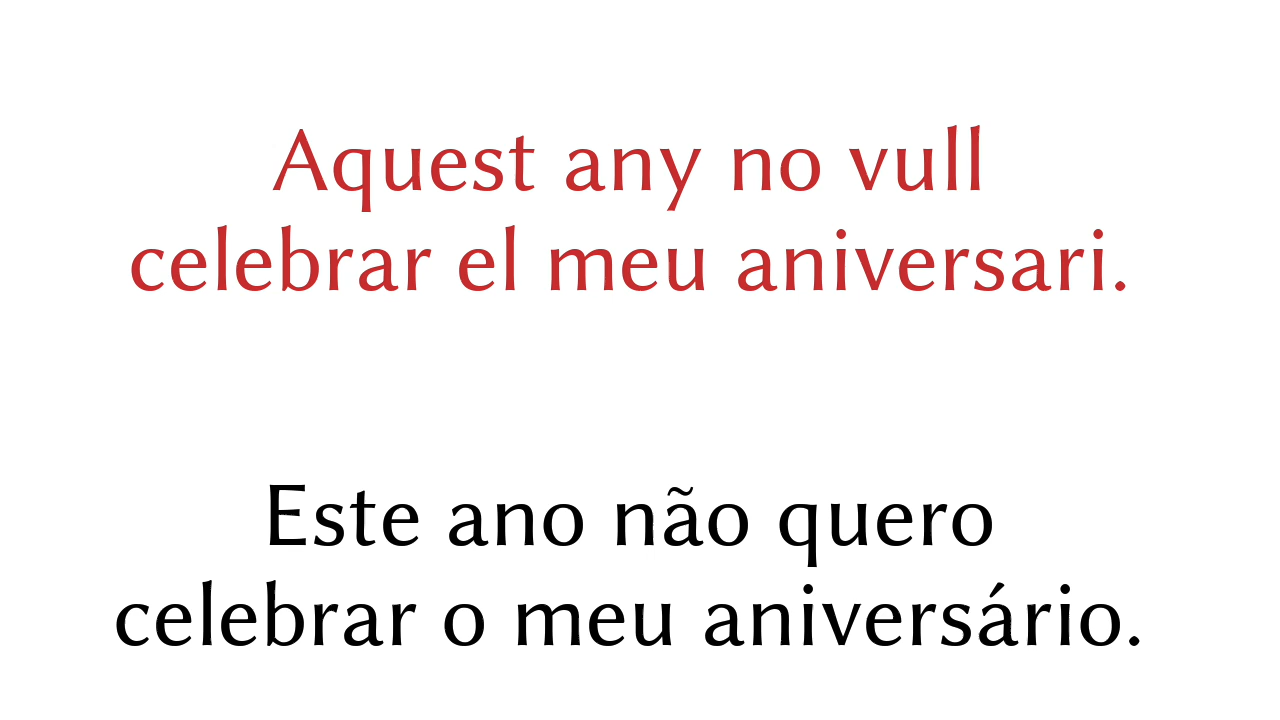 Aquest any no vull
celebrar el meu aniversari.
Este ano não quero
celebrar o meu aniversário.